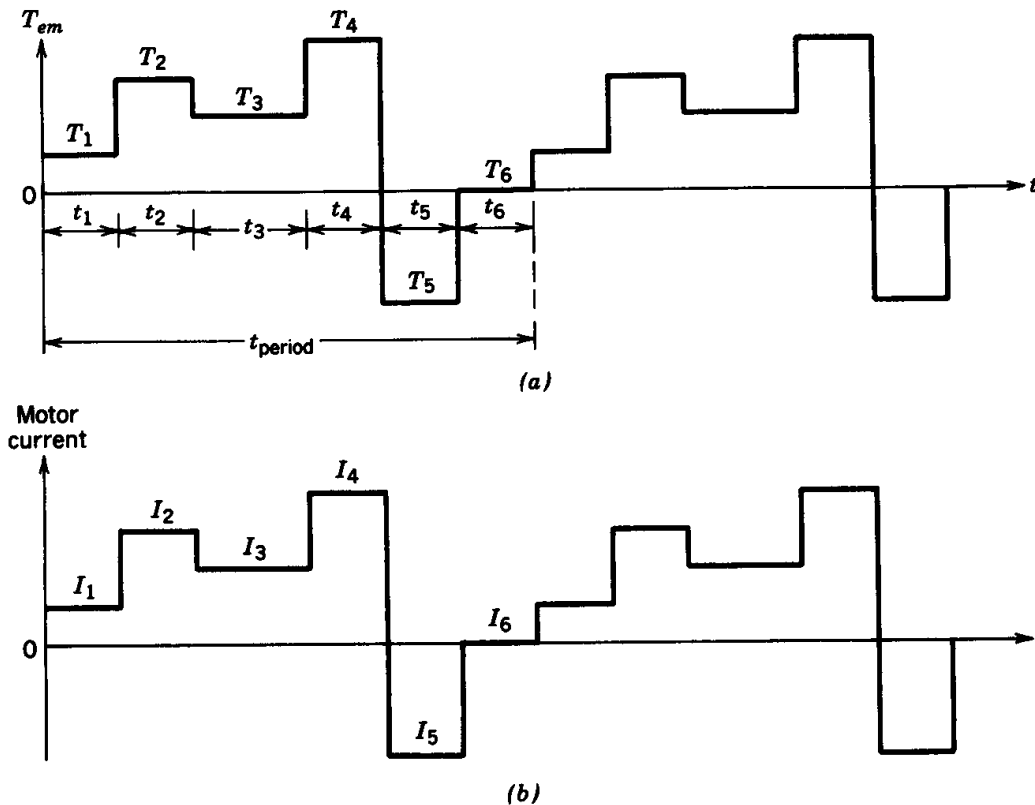 T_em
T_4
T_2
T_3
T_1
T_6
0
t
t_1 t_2 t_3 t_4 t_5 t_6
T_5
t_period
(a)
Motor
current
I_4
I_2
I_3
I_1
I_6
0
I_5
(b)